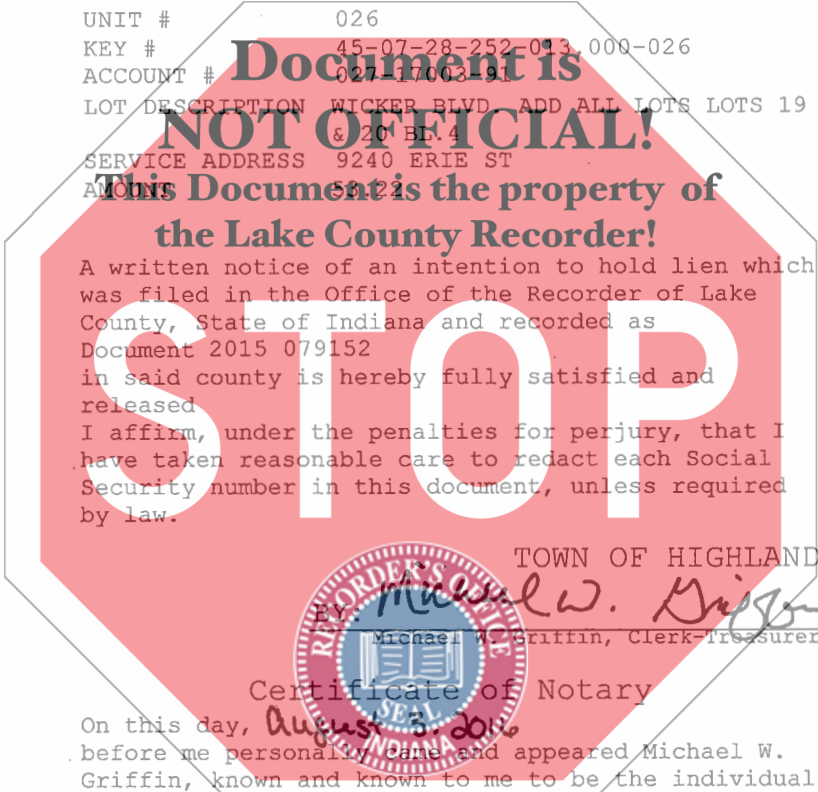 UNIT # 026
KEY # 45-07-28-252-013.000-026
Document is
ACCOUNT # 027-17003-91
LOT DESCRIPTION WICKER BLVD. ADD ALL LOTS LOTS 19
NOT OFFICIAL!
& 20 BL.4
SERVICE ADDRESS 9240 ERIE ST
AMOUNT 53.22
This Document is the property of
the Lake County Recorder!
A written notice of an intention to hold lien which
was filed in the Office of the Recorder of Lake
County, State of Indiana and recorded as
Document 2015 079152
in said county is hereby fully satisfied and
released
STOP
I affirm, under the penalties for perjury, that I
have taken reasonable care to redact each Social
Security number in this document, unless required
by law.
TOWN OF HIGHLAND
BY: Michael W. Griffin
Michael W. Griffin, Clerk-Treasurer
RECORDER'S OFFICE
SEAL
INDIANA
Certificate of Notary
On this day, August 3, 2016
before me personally came and appeared Michael W.
Griffin, known and known to me to be the individual